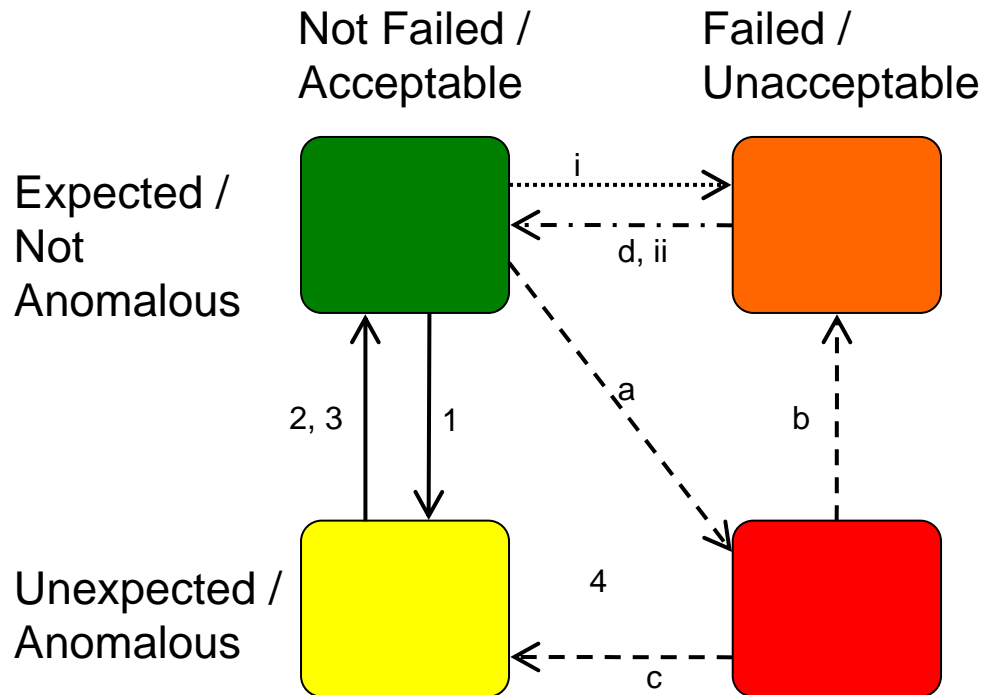 Not Failed /
Acceptable
Failed /
Unacceptable
Expected /
Not
Anomalous
i
d, ii
a
2, 3
1
b
Unexpected /
Anomalous
4
c